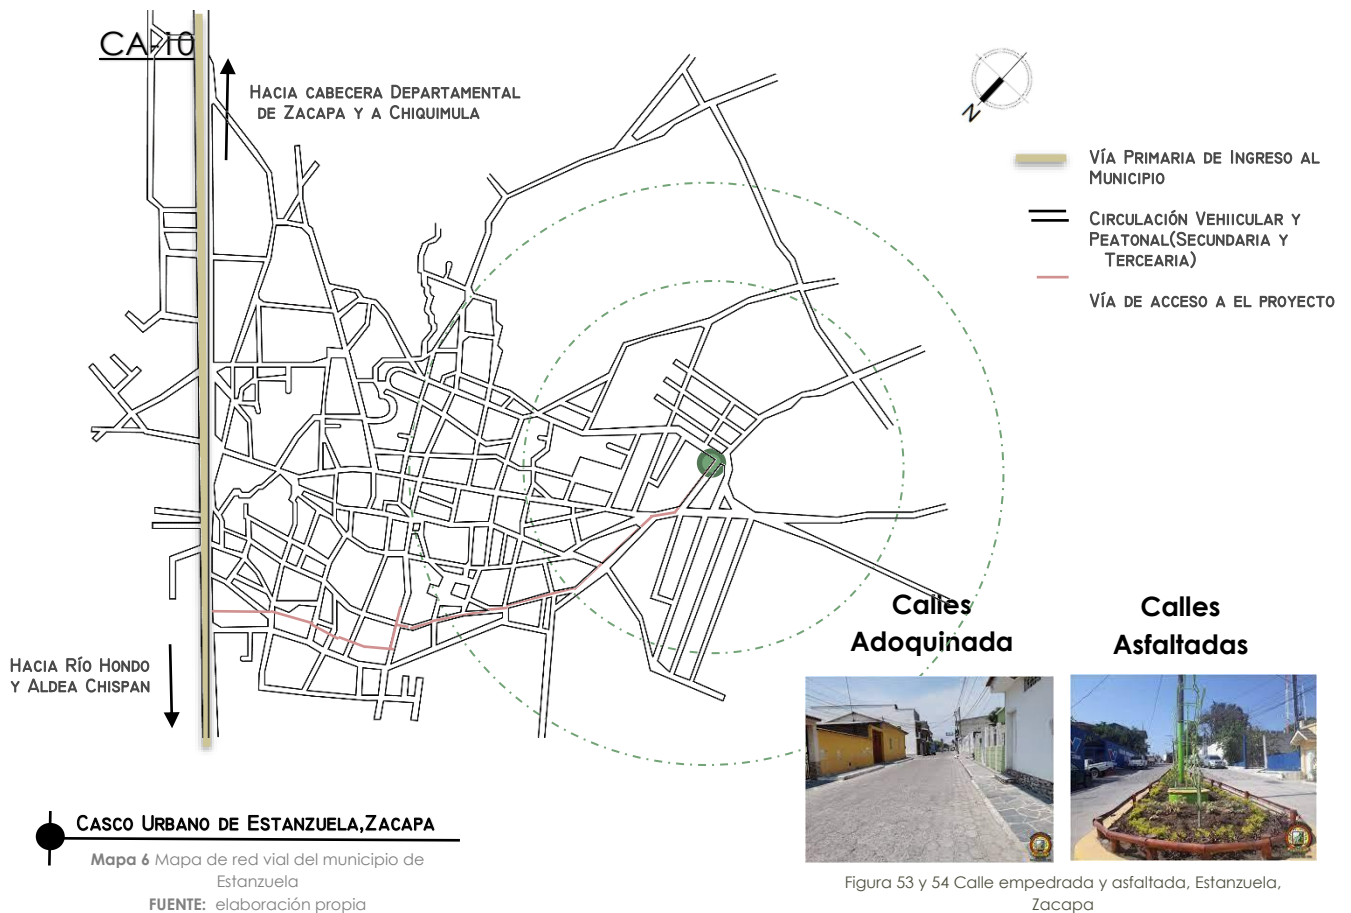 CA-10
Hacia cabecera Departamental
de Zacapa y a Chiquimula
N
Vía Primaria de Ingreso al
Municipio
Circulación Vehiicular y
Peatonal(Secundaria y
Tercearia)
Vía de acceso a el proyecto
Hacia Río Hondo
y Aldea Chispan
Calles
Adoquinada
Calles
Asfaltadas
Casco Urbano de Estanzuela,Zacapa
Mapa 6 Mapa de red vial del municipio de
Estanzuela
FUENTE: elaboración propia
Figura 53 y 54 Calle empedrada y asfaltada, Estanzuela,
Zacapa